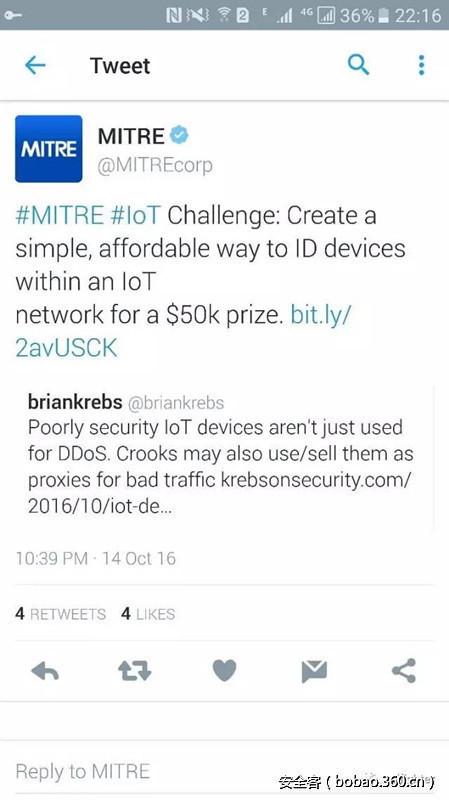 2 E 4G 36% 22:16
Tweet
MITRE
MITRE
@MITREcorp
#MITRE #IoT Challenge: Create a
simple, affordable way to ID devices
within an IoT
network for a $50k prize. bit.ly/
2avUSCK
briankrebs @briankrebs
Poorly security IoT devices aren't just used
for DDoS. Crooks may also use/sell them as
proxies for bad traffic krebsonsecurity.com/
2016/10/iot-de...
10:39 PM · 14 Oct 16
4 RETWEETS 4 LIKES
Reply to MITRE
安全客（bobao.360.cn）